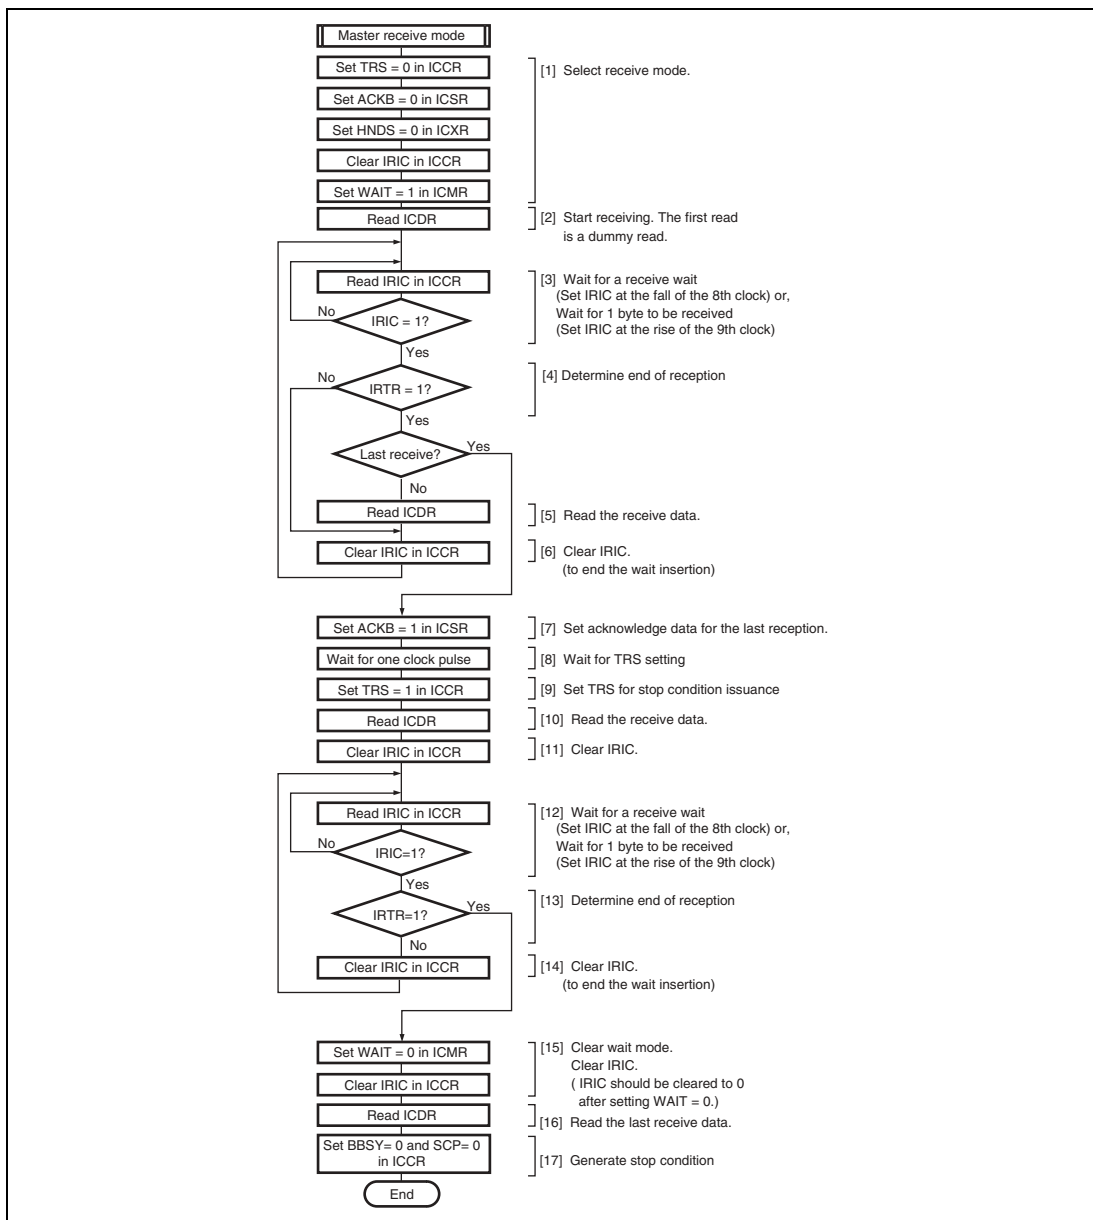 Master receive mode
Set TRS = 0 in ICCR
[1] Select receive mode.
Set ACKB = 0 in ICSR
Set HNDS = 0 in ICXR
Clear IRIC in ICCR
Set WAIT = 1 in ICMR
Read ICDR
[2] Start receiving. The first read
is a dummy read.
Read IRIC in ICCR
[3] Wait for a receive wait
(Set IRIC at the fall of the 8th clock) or,
Wait for 1 byte to be received
(Set IRIC at the rise of the 9th clock)
No
IRIC = 1?
Yes
No
IRTR = 1?
[4] Determine end of reception
Yes
Last receive?
Yes
No
Read ICDR
[5] Read the receive data.
Clear IRIC in ICCR
[6] Clear IRIC.
(to end the wait insertion)
Set ACKB = 1 in ICSR
[7] Set acknowledge data for the last reception.
Wait for one clock pulse
[8] Wait for TRS setting
Set TRS = 1 in ICCR
[9] Set TRS for stop condition issuance
Read ICDR
[10] Read the receive data.
Clear IRIC in ICCR
[11] Clear IRIC.
Read IRIC in ICCR
[12] Wait for a receive wait
(Set IRIC at the fall of the 8th clock) or,
Wait for 1 byte to be received
(Set IRIC at the rise of the 9th clock)
No
IRIC=1?
Yes
IRTR=1?
Yes
[13] Determine end of reception
No
Clear IRIC in ICCR
[14] Clear IRIC.
(to end the wait insertion)
Set WAIT = 0 in ICMR
[15] Clear wait mode.
Clear IRIC.
( IRIC should be cleared to 0
after setting WAIT = 0.)
Clear IRIC in ICCR
Read ICDR
[16] Read the last receive data.
Set BBSY= 0 and SCP= 0
in ICCR
[17] Generate stop condition
End